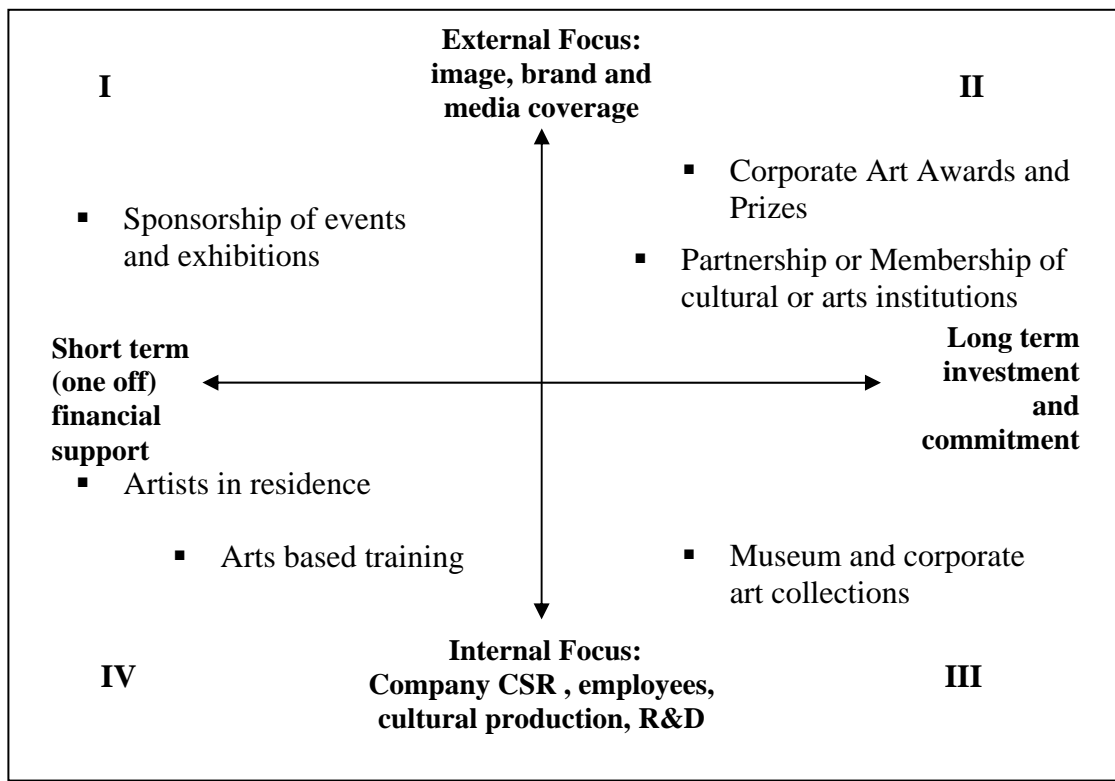 External Focus:
image, brand and
media coverage
I
II
▪ Corporate Art Awards and
Prizes
▪ Sponsorship of events
and exhibitions
▪ Partnership or Membership of
cultural or arts institutions
Short term
(one off)
financial
support
Long term
investment
and
commitment
▪ Artists in residence
▪ Arts based training
▪ Museum and corporate
art collections
Internal Focus:
Company CSR , employees,
cultural production, R&D
IV
III